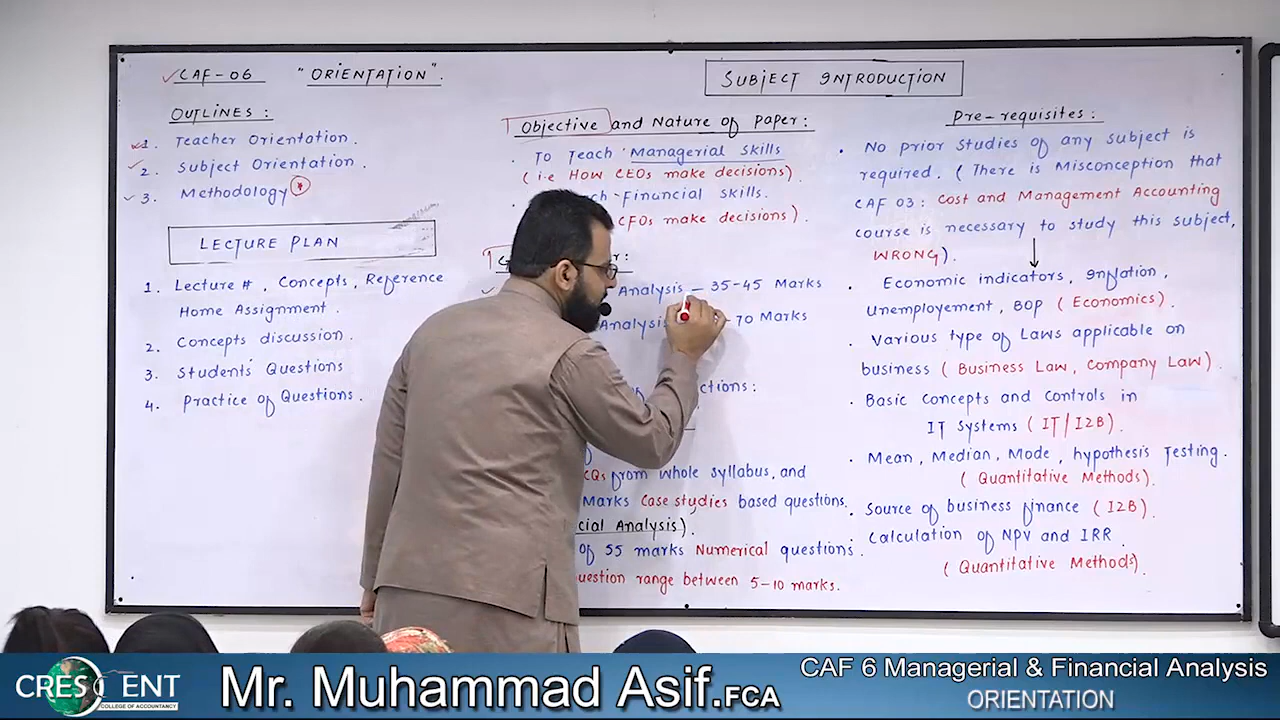 CAF-06 "ORIENTATION".
OUTLINES:
1. Teacher Orientation.
2. Subject Orientation.
3. Methodology
LECTURE PLAN
1. Lecture #, Concepts, Reference
Home Assignment.
2. Concepts discussion.
3. Students' Questions
4. Practice of Questions.
SUBJECT INTRODUCTION
Objective and Nature of Paper:
. To Teach Managerial Skills
(i.e How CEOs make decisions).
Financial Skills.
CFOs make decisions).
Analysis - 35-45 Marks
Analysis - 70 Marks
of
from whole syllabus, and
Marks Case studies based questions.
Analysis).
of 55 marks Numerical questions.
range between 5-10 marks.
Pre-requisites:
. No prior studies of any subject is
required. (There is Misconception that
CAF 03: Cost and Management Accounting
course is necessary to study this subject,
WRONG).
. Economic indicators, Inflation,
Unemployment, BOP (Economics).
. Various type of Laws applicable on
business (Business Law, Company Law).
. Basic concepts and Controls in
IT Systems (IT/I2B).
. Mean, Median, Mode, hypothesis Testing.
(Quantitative Methods).
. Source of business finance (I2B).
. Calculation of NPV and IRR.
(Quantitative Methods).
CRESCENT
COLLEGE OF ACCOUNTANCY
Mr. Muhammad Asif.FCA
CAF 6 Managerial & Financial Analysis
ORIENTATION